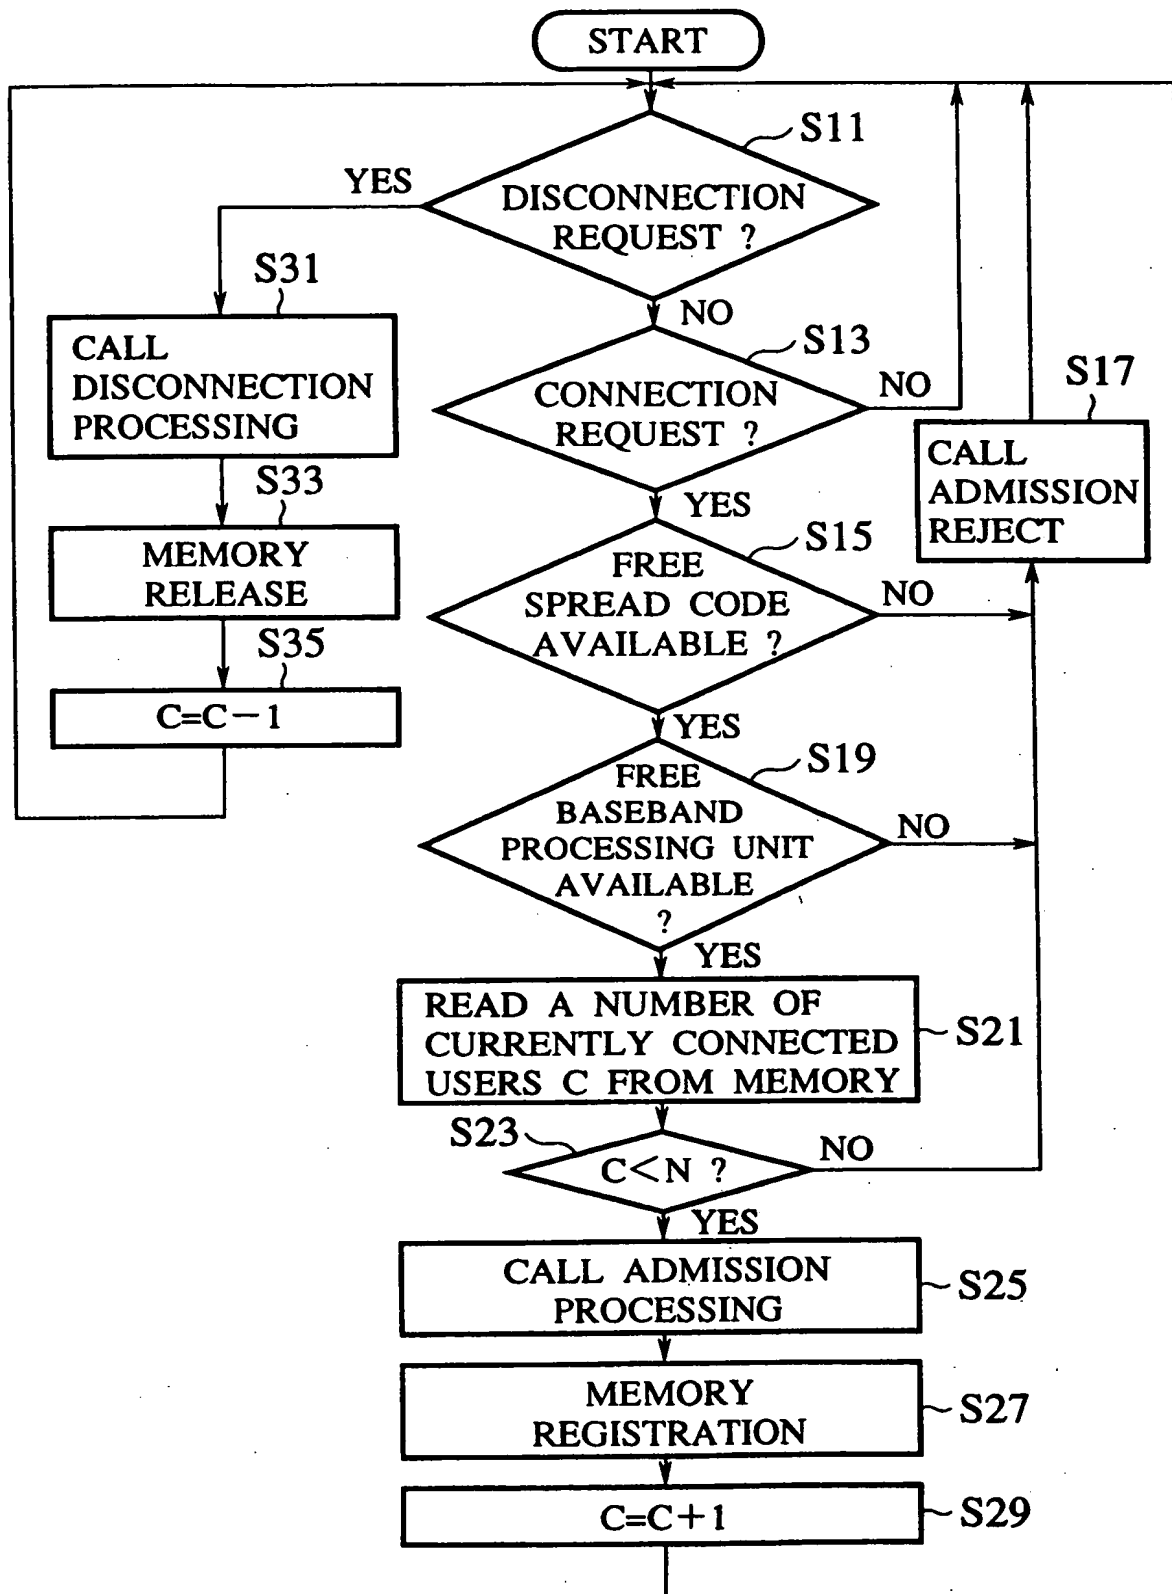 START
S11
YES
DISCONNECTION
REQUEST ?
S31
NO
CALL
DISCONNECTION
PROCESSING
S13
CONNECTION
REQUEST ?
NO
S17
CALL
ADMISSION
REJECT
S33
YES
MEMORY
RELEASE
S15
FREE
SPREAD CODE
AVAILABLE ?
NO
S35
C=C-1
YES
S19
FREE
BASEBAND
PROCESSING UNIT
AVAILABLE
?
NO
YES
READ A NUMBER OF
CURRENTLY CONNECTED
USERS C FROM MEMORY
S21
S23
C<N ?
NO
YES
CALL ADMISSION
PROCESSING
S25
MEMORY
REGISTRATION
S27
C=C+1
S29